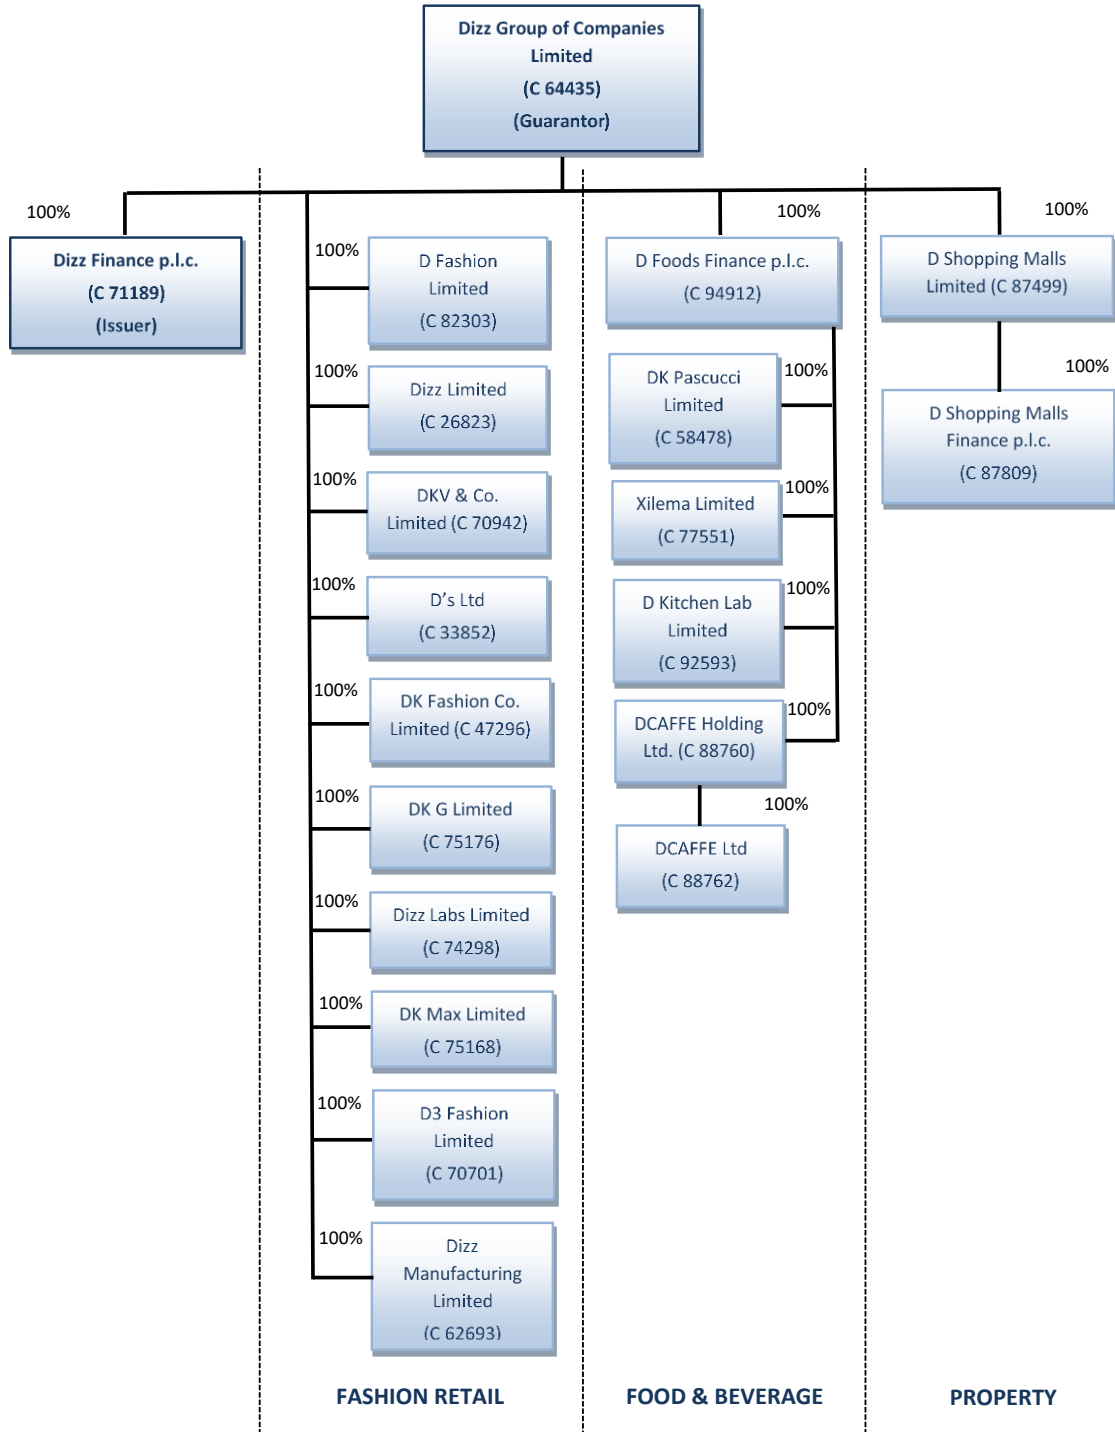 Dizz Group of Companies
Limited
(C 64435)
(Guarantor)
100%
Dizz Finance p.l.c.
(C 71189)
(Issuer)
100%
D Fashion
Limited
(C 82303)
100%
Dizz Limited
(C 26823)
100%
DKV & Co.
Limited (C 70942)
100%
D's Ltd
(C 33852)
100%
DK Fashion Co.
Limited (C 47296)
100%
DK G Limited
(C 75176)
100%
Dizz Labs Limited
(C 74298)
100%
DK Max Limited
(C 75168)
100%
D3 Fashion
Limited
(C 70701)
100%
Dizz
Manufacturing
Limited
(C 62693)
FASHION RETAIL
100%
D Foods Finance p.l.c.
(C 94912)
100%
DK Pascucci
Limited
(C 58478)
100%
Xilema Limited
(C 77551)
100%
D Kitchen Lab
Limited
(C 92593)
100%
DCAFFE Holding
Ltd. (C 88760)
100%
DCAFFE Ltd
(C 88762)
FOOD & BEVERAGE
100%
D Shopping Malls
Limited (C 87499)
100%
D Shopping Malls
Finance p.l.c.
(C 87809)
PROPERTY